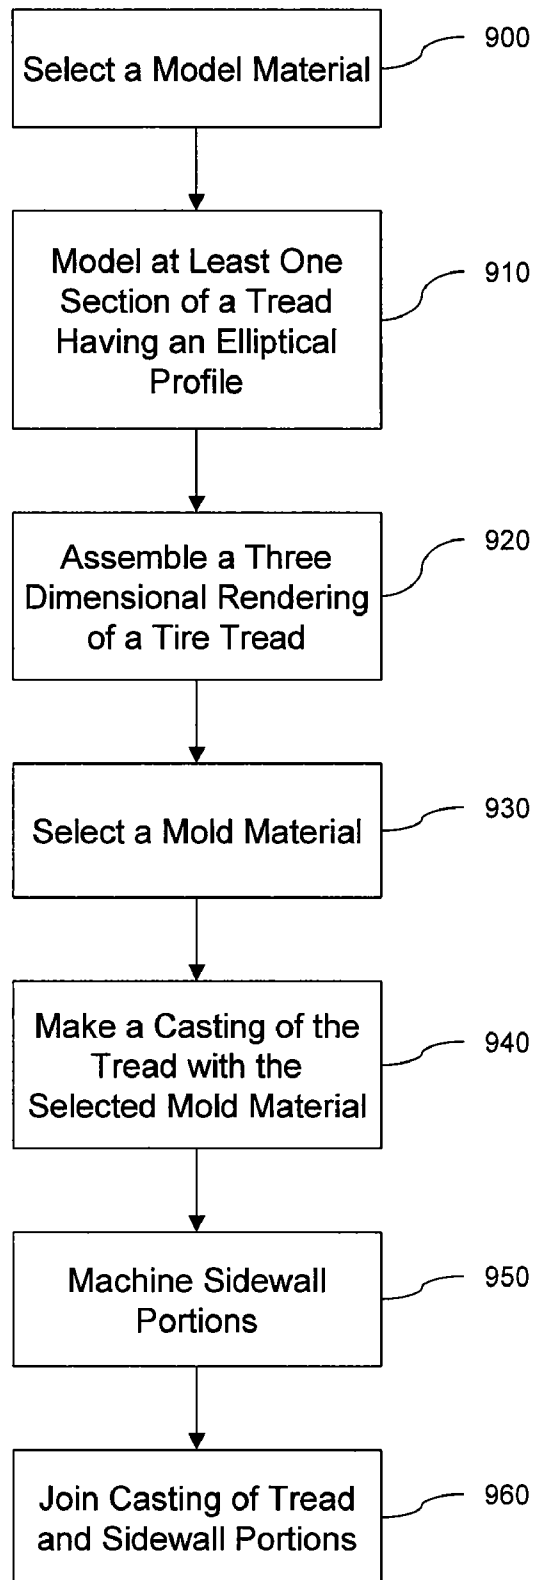 Select a Model Material
900
Model at Least One
Section of a Tread
Having an Elliptical
Profile
910
Assemble a Three
Dimensional Rendering
of a Tire Tread
920
Select a Mold Material
930
Make a Casting of the
Tread with the
Selected Mold Material
940
Machine Sidewall
Portions
950
Join Casting of Tread
and Sidewall Portions
960